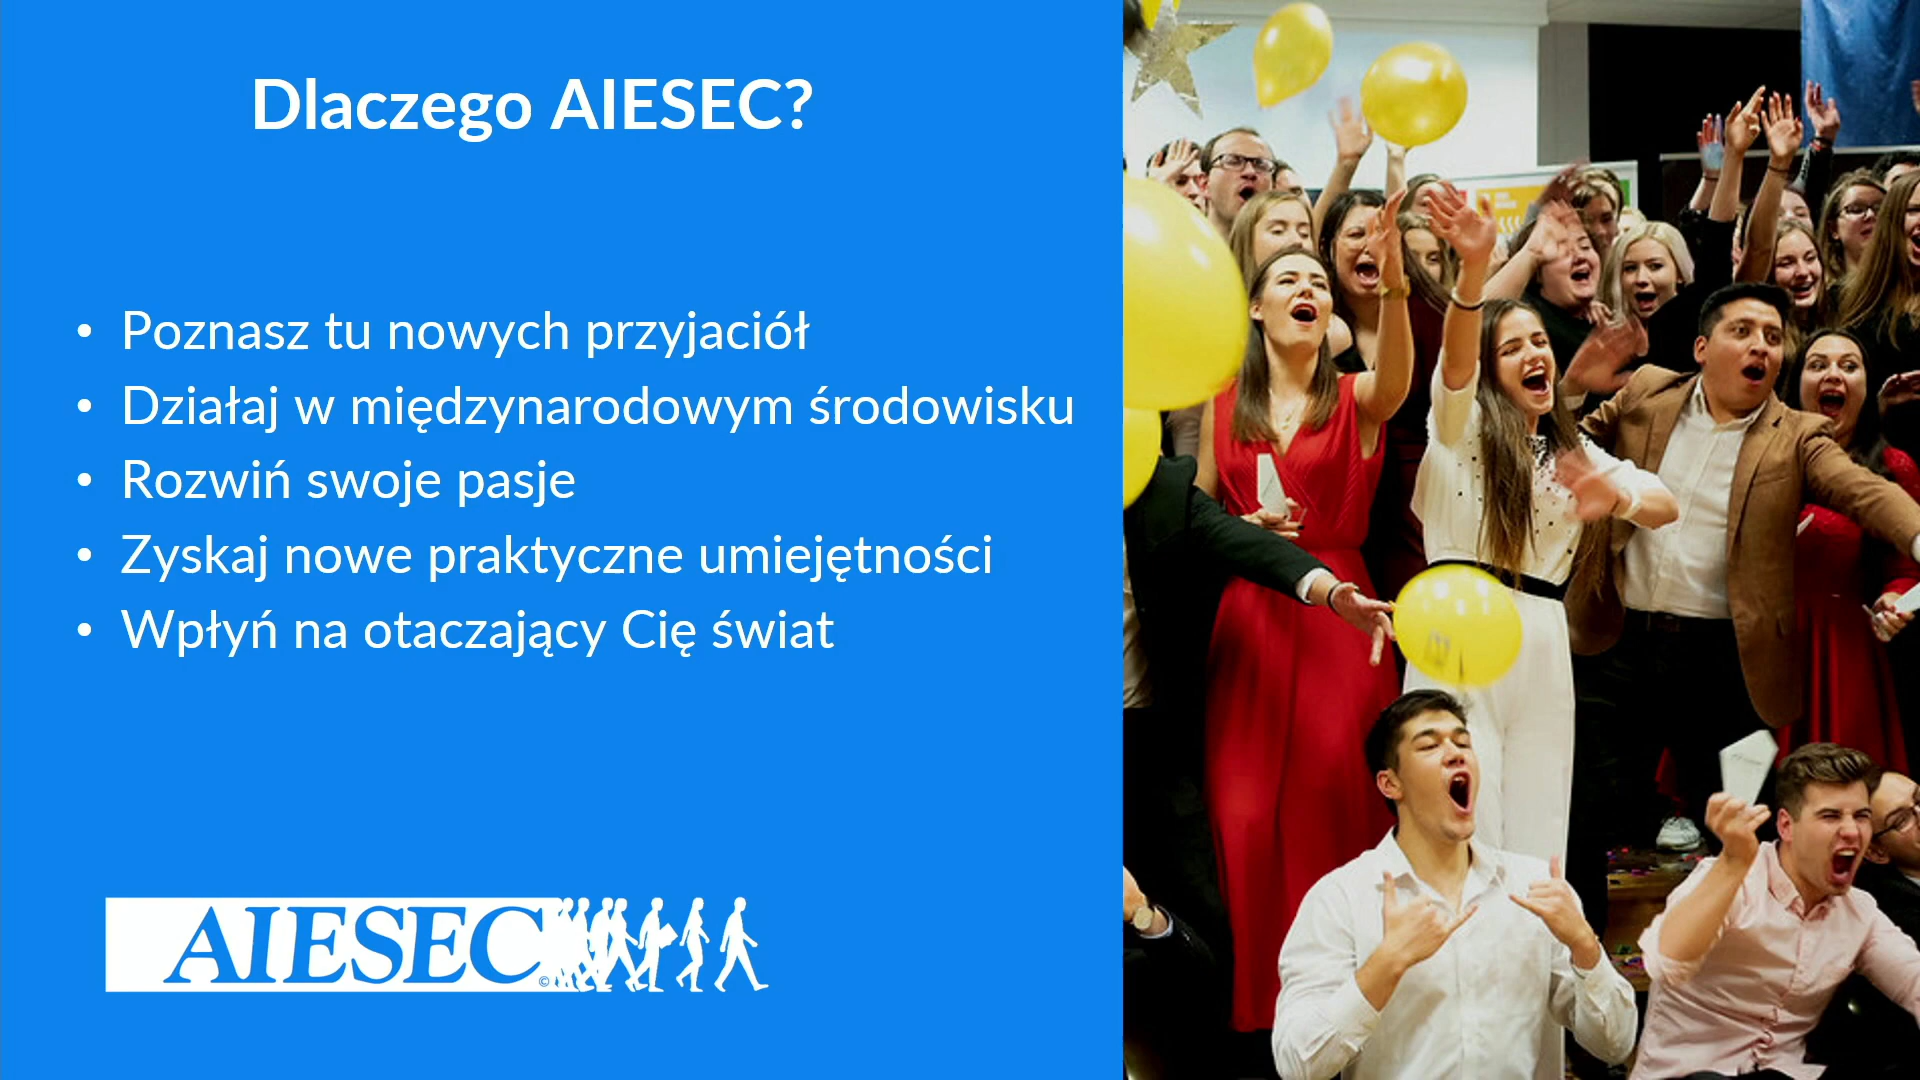 Dlaczego AIESEC?
• Poznasz tu nowych przyjaciół
• Działaj w międzynarodowym środowisku
• Rozwiń swoje pasje
• Zyskaj nowe praktyczne umiejętności
• Wpłyń na otaczający Cię świat
AIESEC ©